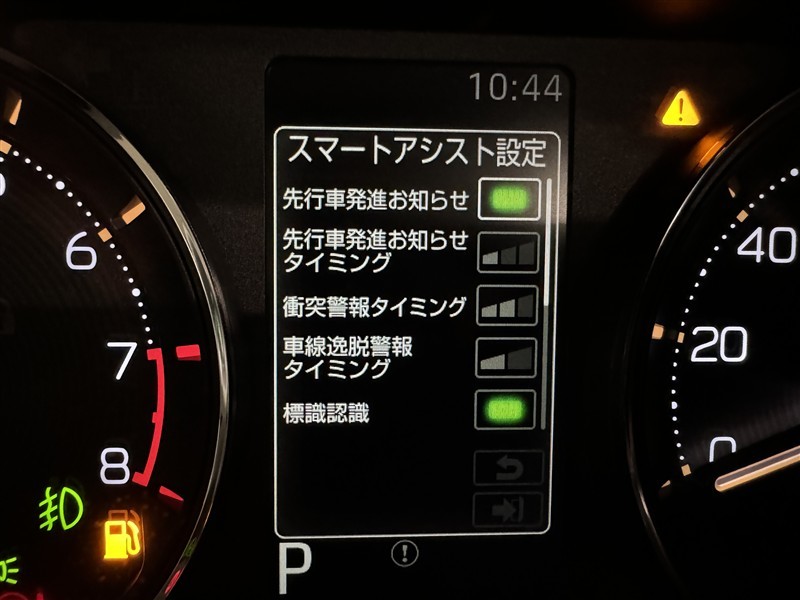 10:44
スマートアシスト設定
先行車発進お知らせ
先行車発進お知らせ
タイミング
衝突警報タイミング
車線逸脱警報
タイミング
標識認識
P
6
7
8
40
20
0